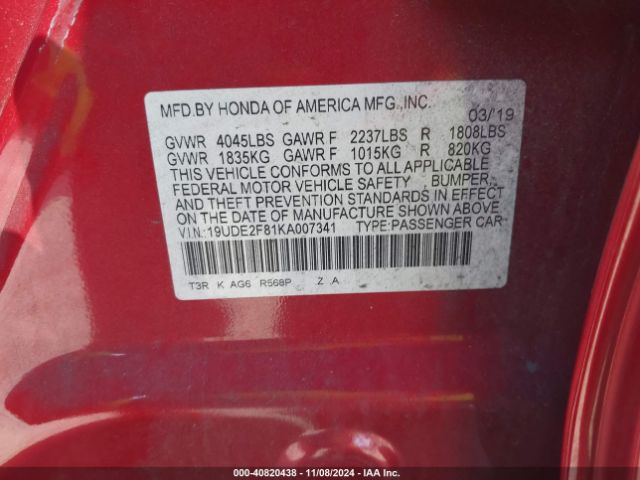 MFD.BY HONDA OF AMERICA MFG.,INC. 03/19
GVWR 4045LBS GAWR F 2237LBS R 1808LBS
GVWR 1835KG GAWR F 1015KG R 820KG
THIS VEHICLE CONFORMS TO ALL APPLICABLE
FEDERAL MOTOR VEHICLE SAFETY , BUMPER,
AND THEFT PREVENTION STANDARDS IN EFFECT
ON THE DATE OF MANUFACTURE SHOWN ABOVE.
V.I.N:19UDE2F81KA007341 TYPE:PASSENGER CAR
T3R K AG6 R568P Z A
000-40820438 - 11/08/2024 - IAA Inc.